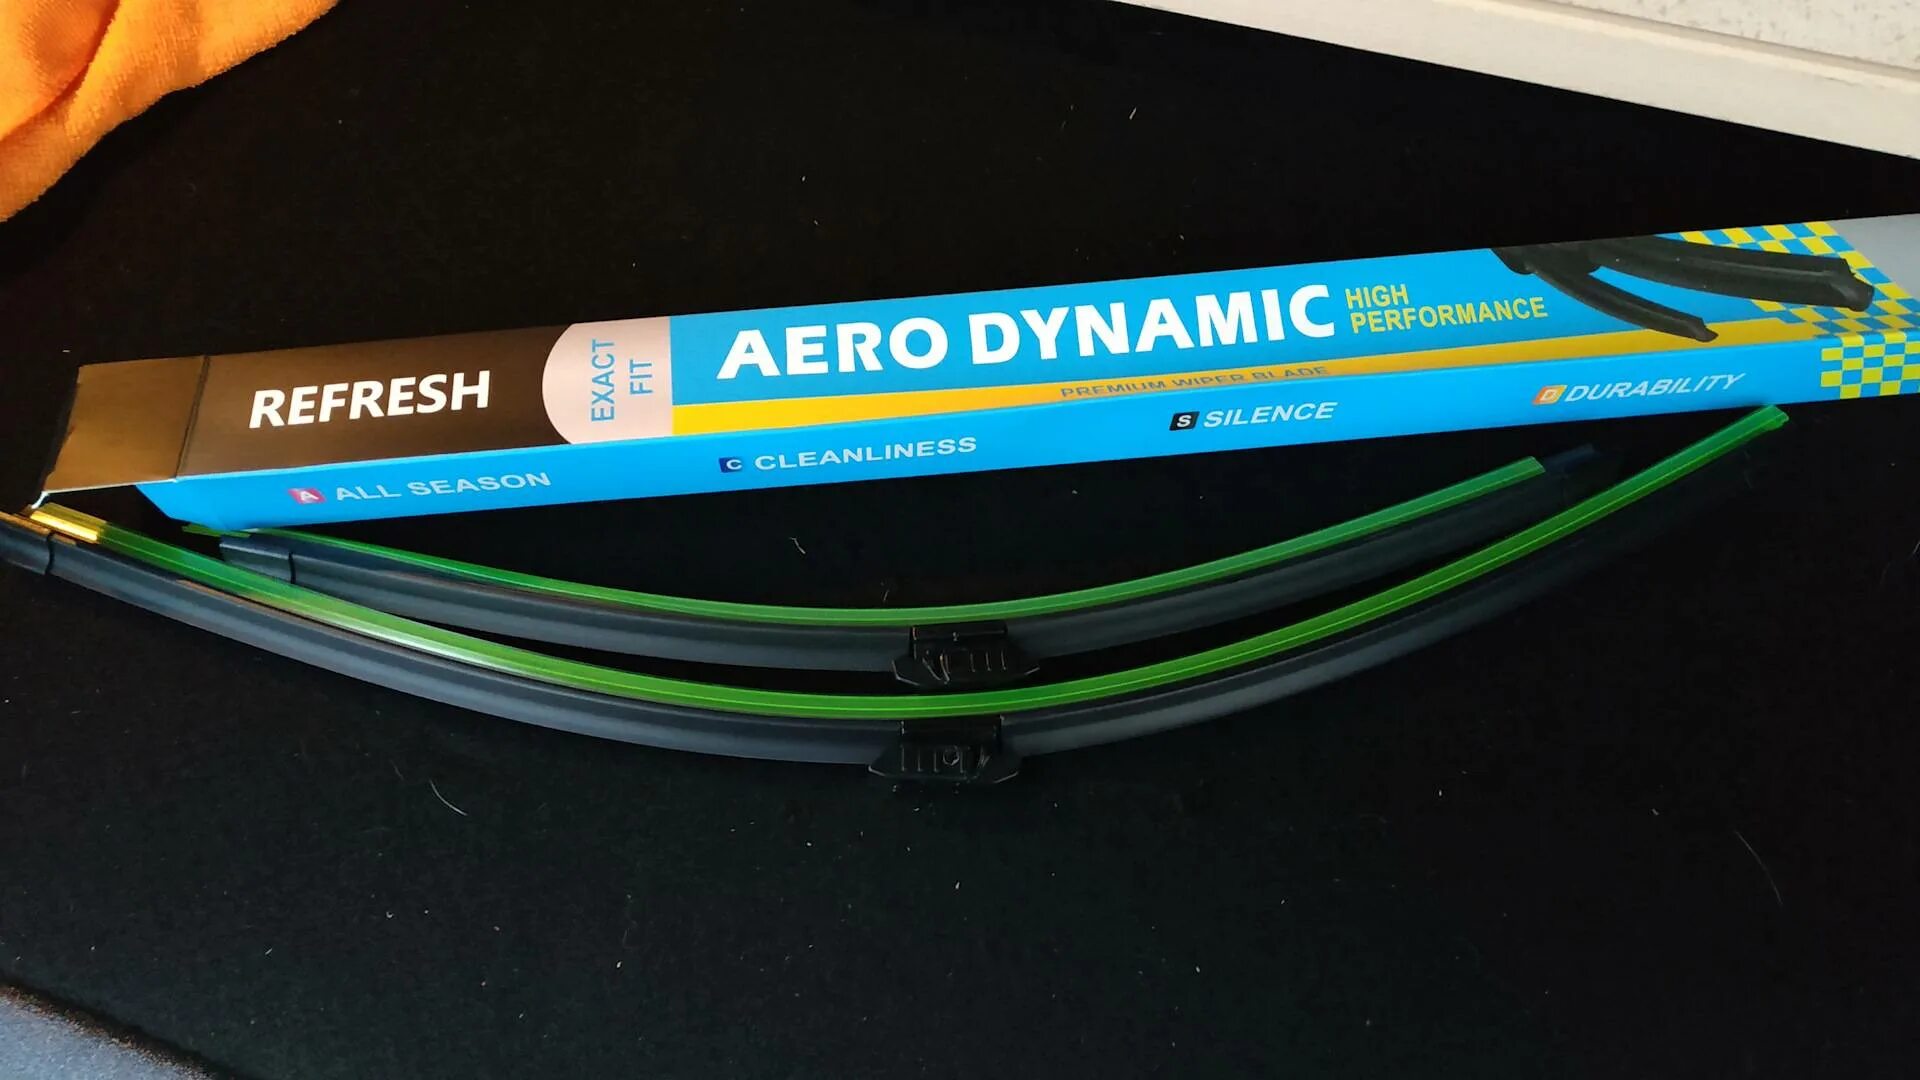 REFRESH
EXACT
FIT
AERO DYNAMIC
HIGH
PERFORMANCE
PREMIUM WIPER BLADE
A ALL SEASON
C CLEANLINESS
S SILENCE
D DURABILITY